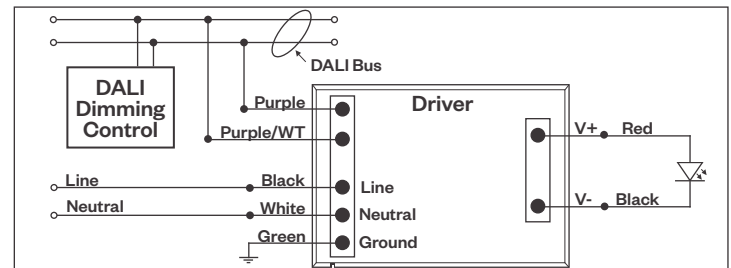 DALI Bus
DALI
Dimming
Control
Driver
Purple
Purple/WT
V+ Red
Line Black Line
Neutral White Neutral
V- Black
Green Ground